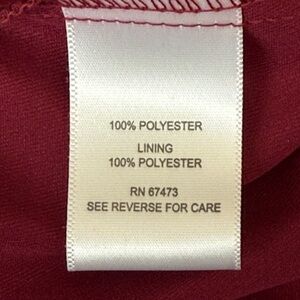 100% POLYESTER
LINING
100% POLYESTER
RN 67473
SEE REVERSE FOR CARE